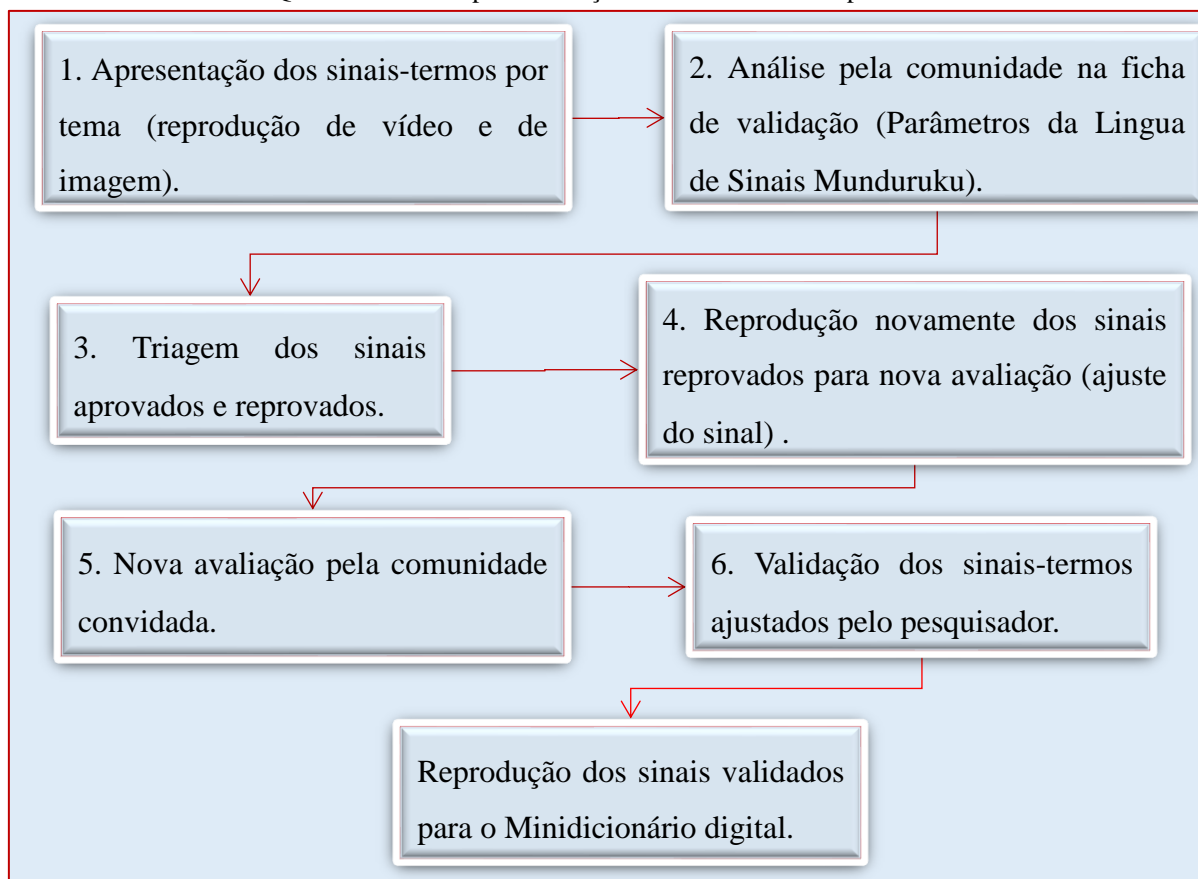 1. Apresentação dos sinais-termos por
tema (reprodução de vídeo e de
imagem).
2. Análise pela comunidade na ficha
de validação (Parâmetros da Lingua
de Sinais Munduruku).
3. Triagem dos sinais
aprovados e reprovados.
4. Reprodução novamente dos sinais
reprovados para nova avaliação (ajuste
do sinal) .
5. Nova avaliação pela comunidade
convidada.
6. Validação dos sinais-termos
ajustados pelo pesquisador.
Reprodução dos sinais validados
para o Minidicionário digital.